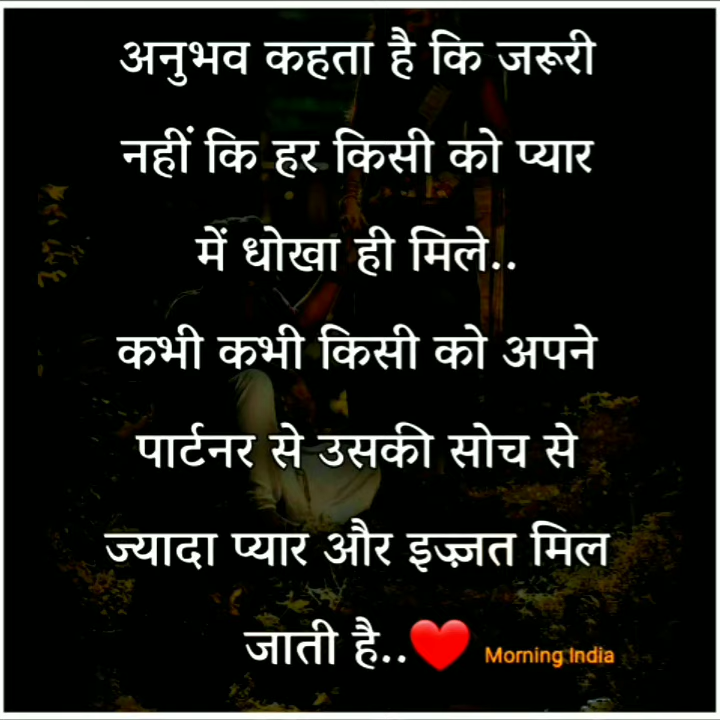 अनुभव कहता है कि जरूरी
नहीं कि हर किसी को प्यार
में धोखा ही मिले..
कभी कभी किसी को अपने
पार्टनर से उसकी सोच से
ज्यादा प्यार और इज्ज़त मिल
जाती है..❤️ Morning India